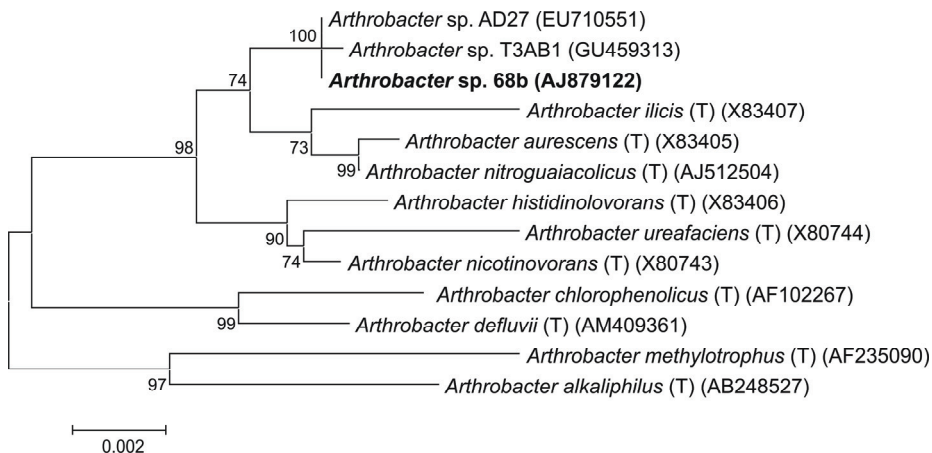 Arthrobacter sp. AD27 (EU710551)
100
Arthrobacter sp. T3AB1 (GU459313)
74
Arthrobacter sp. 68b (AJ879122)
Arthrobacter ilicis (T) (X83407)
98
73
Arthrobacter aurescens (T) (X83405)
99
Arthrobacter nitroguaiacolicus (T) (AJ512504)
Arthrobacter histidinolovorans (T) (X83406)
90
Arthrobacter ureafaciens (T) (X80744)
74
Arthrobacter nicotinovorans (T) (X80743)
Arthrobacter chlorophenolicus (T) (AF102267)
99
Arthrobacter defluvii (T) (AM409361)
Arthrobacter methylotrophus (T) (AF235090)
97
Arthrobacter alkaliphilus (T) (AB248527)
0.002